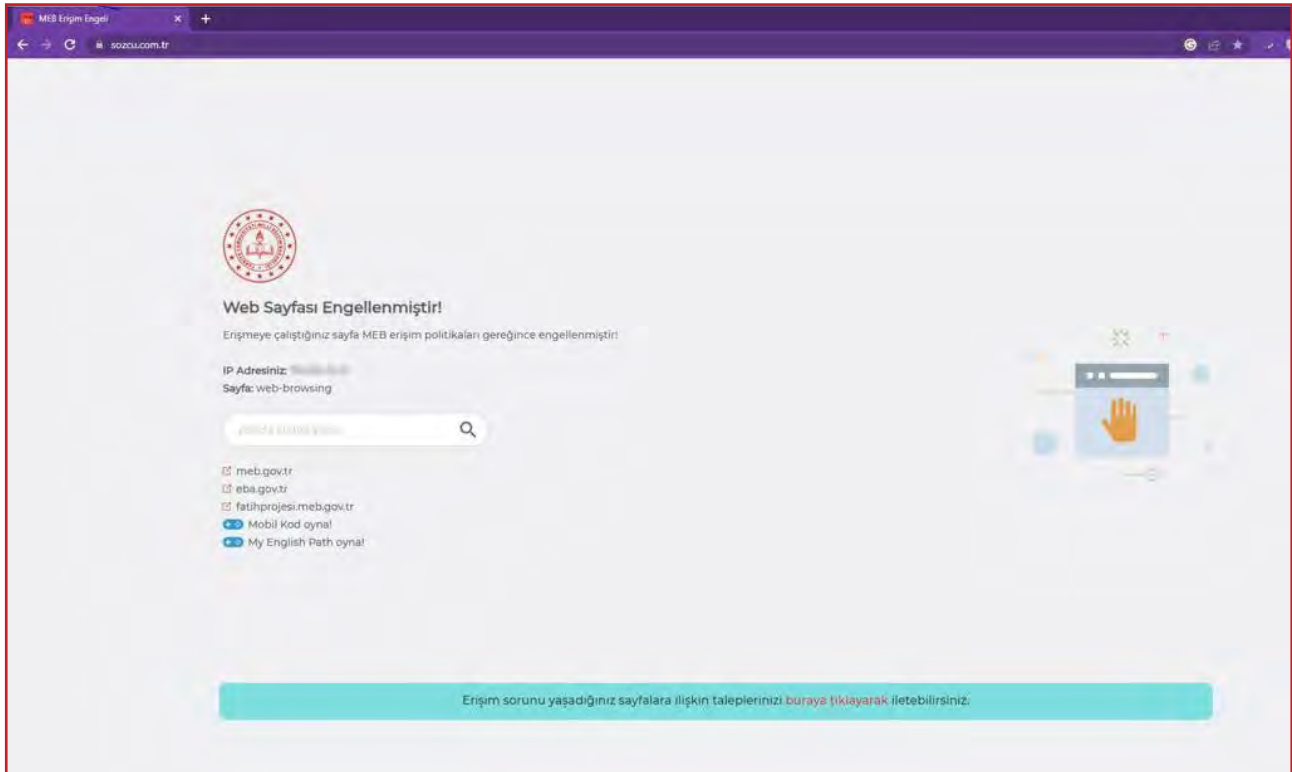 MEB Erişim Engeli
sozcu.com.tr
Web Sayfası Engellenmiştir!
Erişmeye çalıştığınız sayfa MEB erişim politikaları gereğince engellenmiştir!
IP Adresiniz:
Sayfa: web-browsing
meb.gov.tr
eba.gov.tr
fatihprojesi.meb.gov.tr
Mobil Kod oyna!
My English Path oyna!
Erişim sorunu yaşadığınız sayfalara ilişkin taleplerinizi buraya tıklayarak iletebilirsiniz.